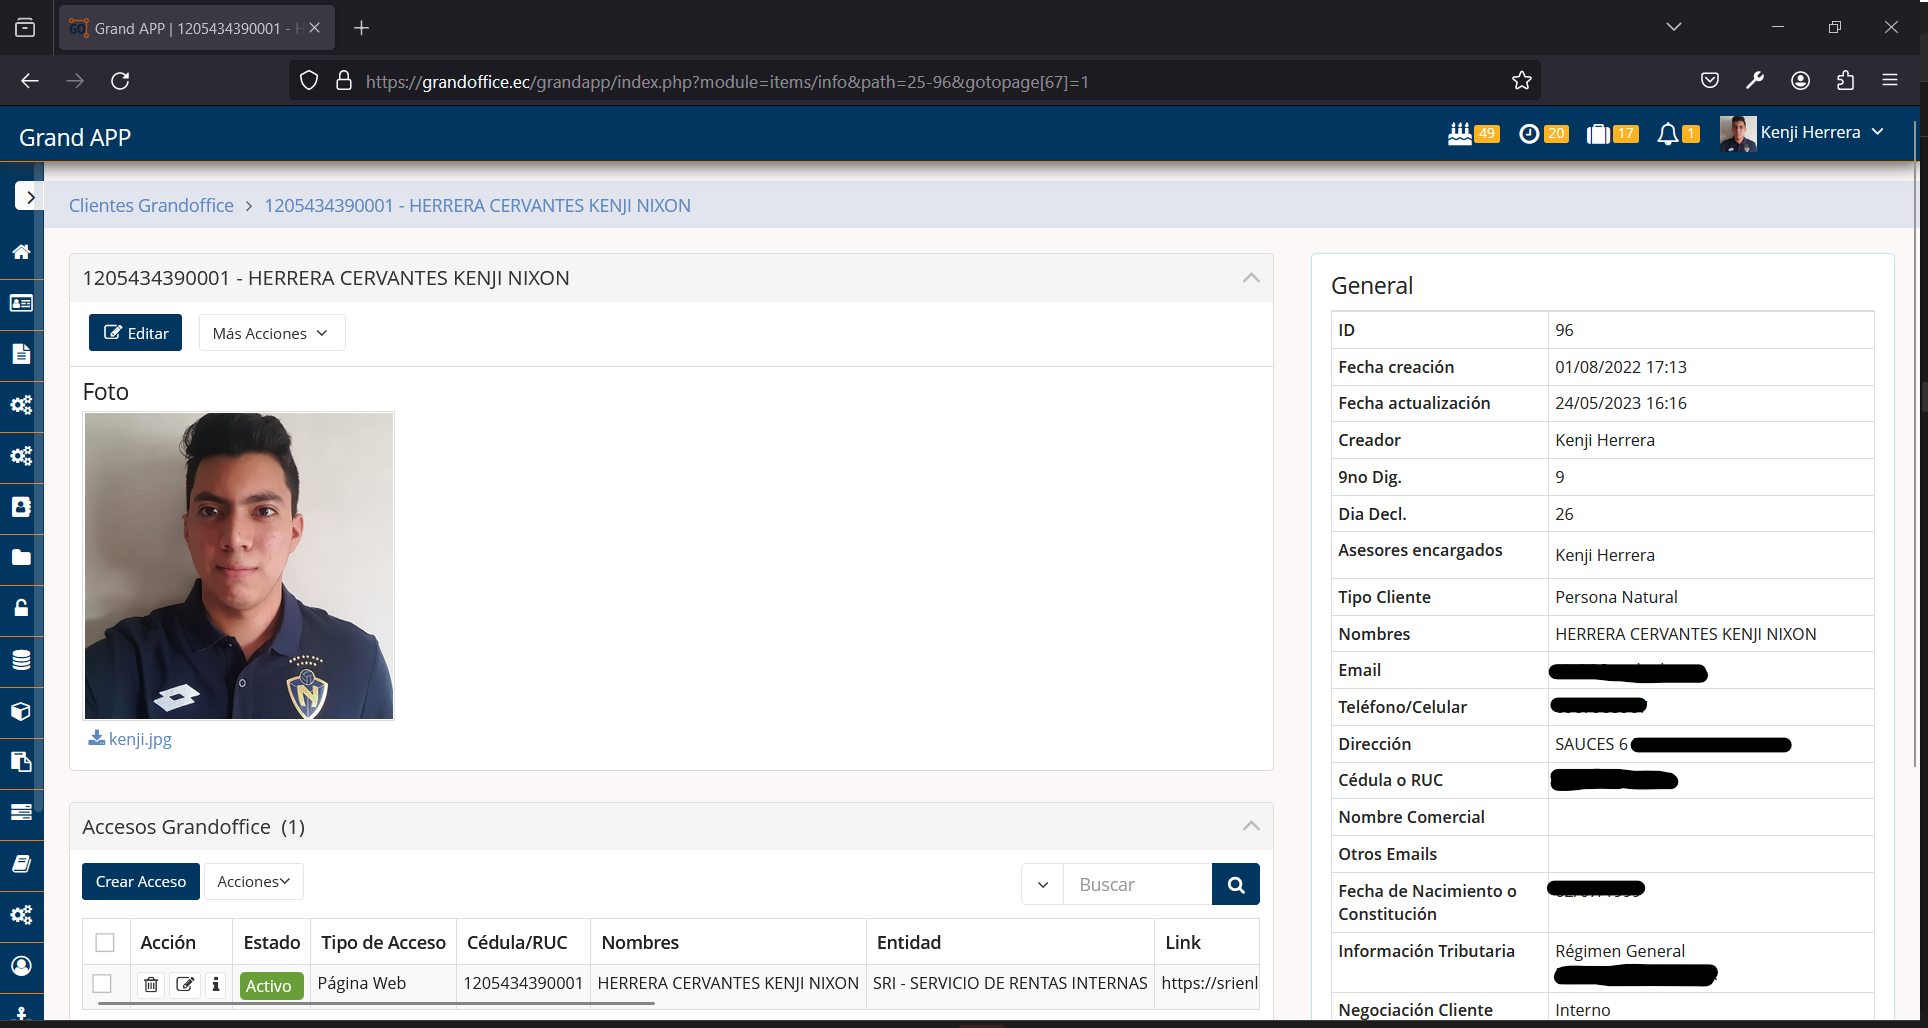 Grand APP | 1205434390001 -
https://grandoffice.ec/grandapp/index.php?module=items/info&path=25-96&gotopage[67]=1
Grand APP
49
20
17
1
Kenji Herrera
Clientes Grandoffice > 1205434390001 - HERRERA CERVANTES KENJI NIXON
1205434390001 - HERRERA CERVANTES KENJI NIXON
Editar
Más Acciones
Foto
N
kenji.jpg
Accesos Grandoffice (1)
Crear Acceso
Acciones
Buscar
Acción Estado Tipo de Acceso Cédula/RUC Nombres Entidad Link
Activo Página Web 1205434390001 HERRERA CERVANTES KENJI NIXON SRI - SERVICIO DE RENTAS INTERNAS https://srienl
General
ID 96
Fecha creación 01/08/2022 17:13
Fecha actualización 24/05/2023 16:16
Creador Kenji Herrera
9no Dig. 9
Dia Decl. 26
Asesores encargados Kenji Herrera
Tipo Cliente Persona Natural
Nombres HERRERA CERVANTES KENJI NIXON
Email
Teléfono/Celular
Dirección SAUCES 6
Cédula o RUC
Nombre Comercial
Otros Emails
Fecha de Nacimiento o
Constitución
Información Tributaria Régimen General
Negociación Cliente Interno